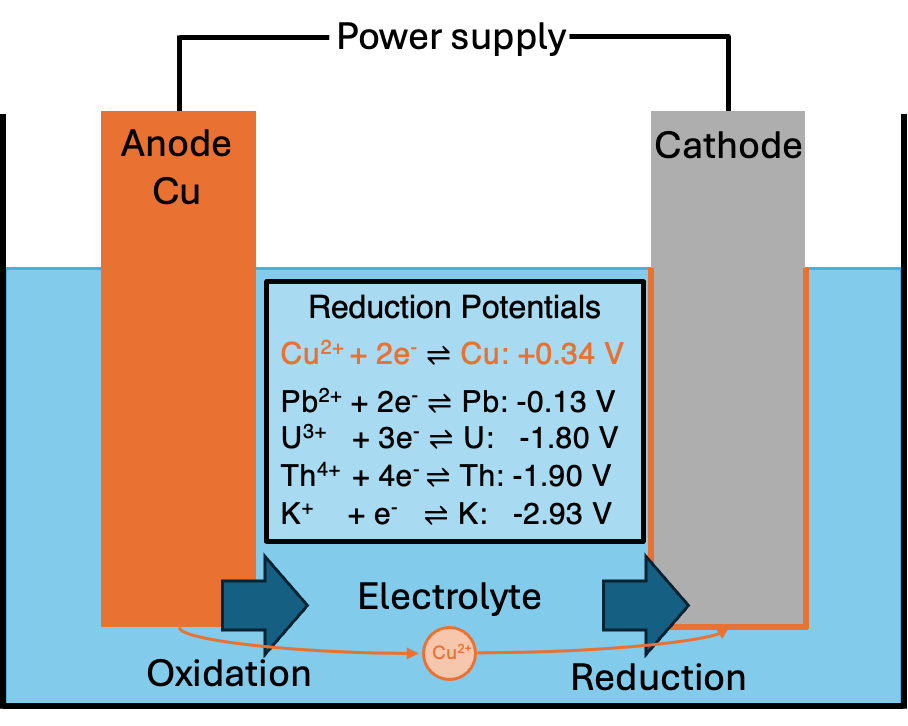 Power supply
Anode
Cu
Cathode
Reduction Potentials
Cu²⁺ + 2e⁻ ⇌ Cu: +0.34 V
Pb²⁺ + 2e⁻ ⇌ Pb: -0.13 V
U³⁺ + 3e⁻ ⇌ U: -1.80 V
Th⁴⁺ + 4e⁻ ⇌ Th: -1.90 V
K⁺ + e⁻ ⇌ K: -2.93 V
Electrolyte
Cu²⁺
Oxidation
Reduction